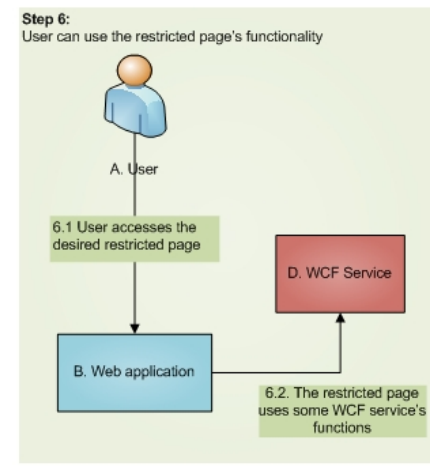 Step 6:
User can use the restricted page's functionality
A. User
6.1 User accesses the
desired restricted page
D. WCF Service
B. Web application
6.2. The restricted page
uses some WCF service's
functions